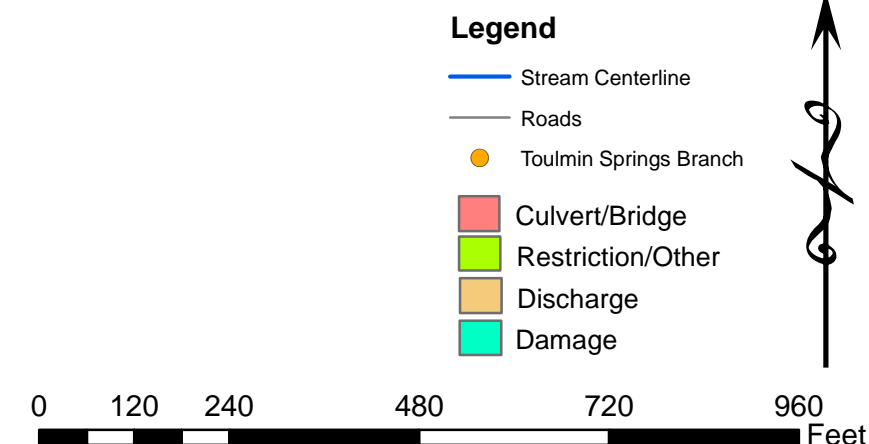 Legend
Stream Centerline
Roads
Toulmin Springs Branch
Culvert/Bridge
Restriction/Other
Discharge
Damage
0 120 240 480 720 960
Feet